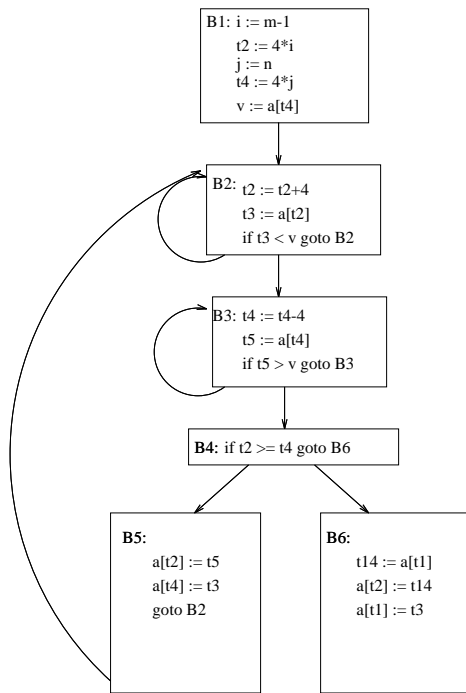 B1: i := m-1
t2 := 4*i
j := n
t4 := 4*j
v := a[t4]
B2: t2 := t2+4
t3 := a[t2]
if t3 < v goto B2
B3: t4 := t4-4
t5 := a[t4]
if t5 > v goto B3
B4: if t2 >= t4 goto B6
B5:
a[t2] := t5
a[t4] := t3
goto B2
B6:
t14 := a[t1]
a[t2] := t14
a[t1] := t3